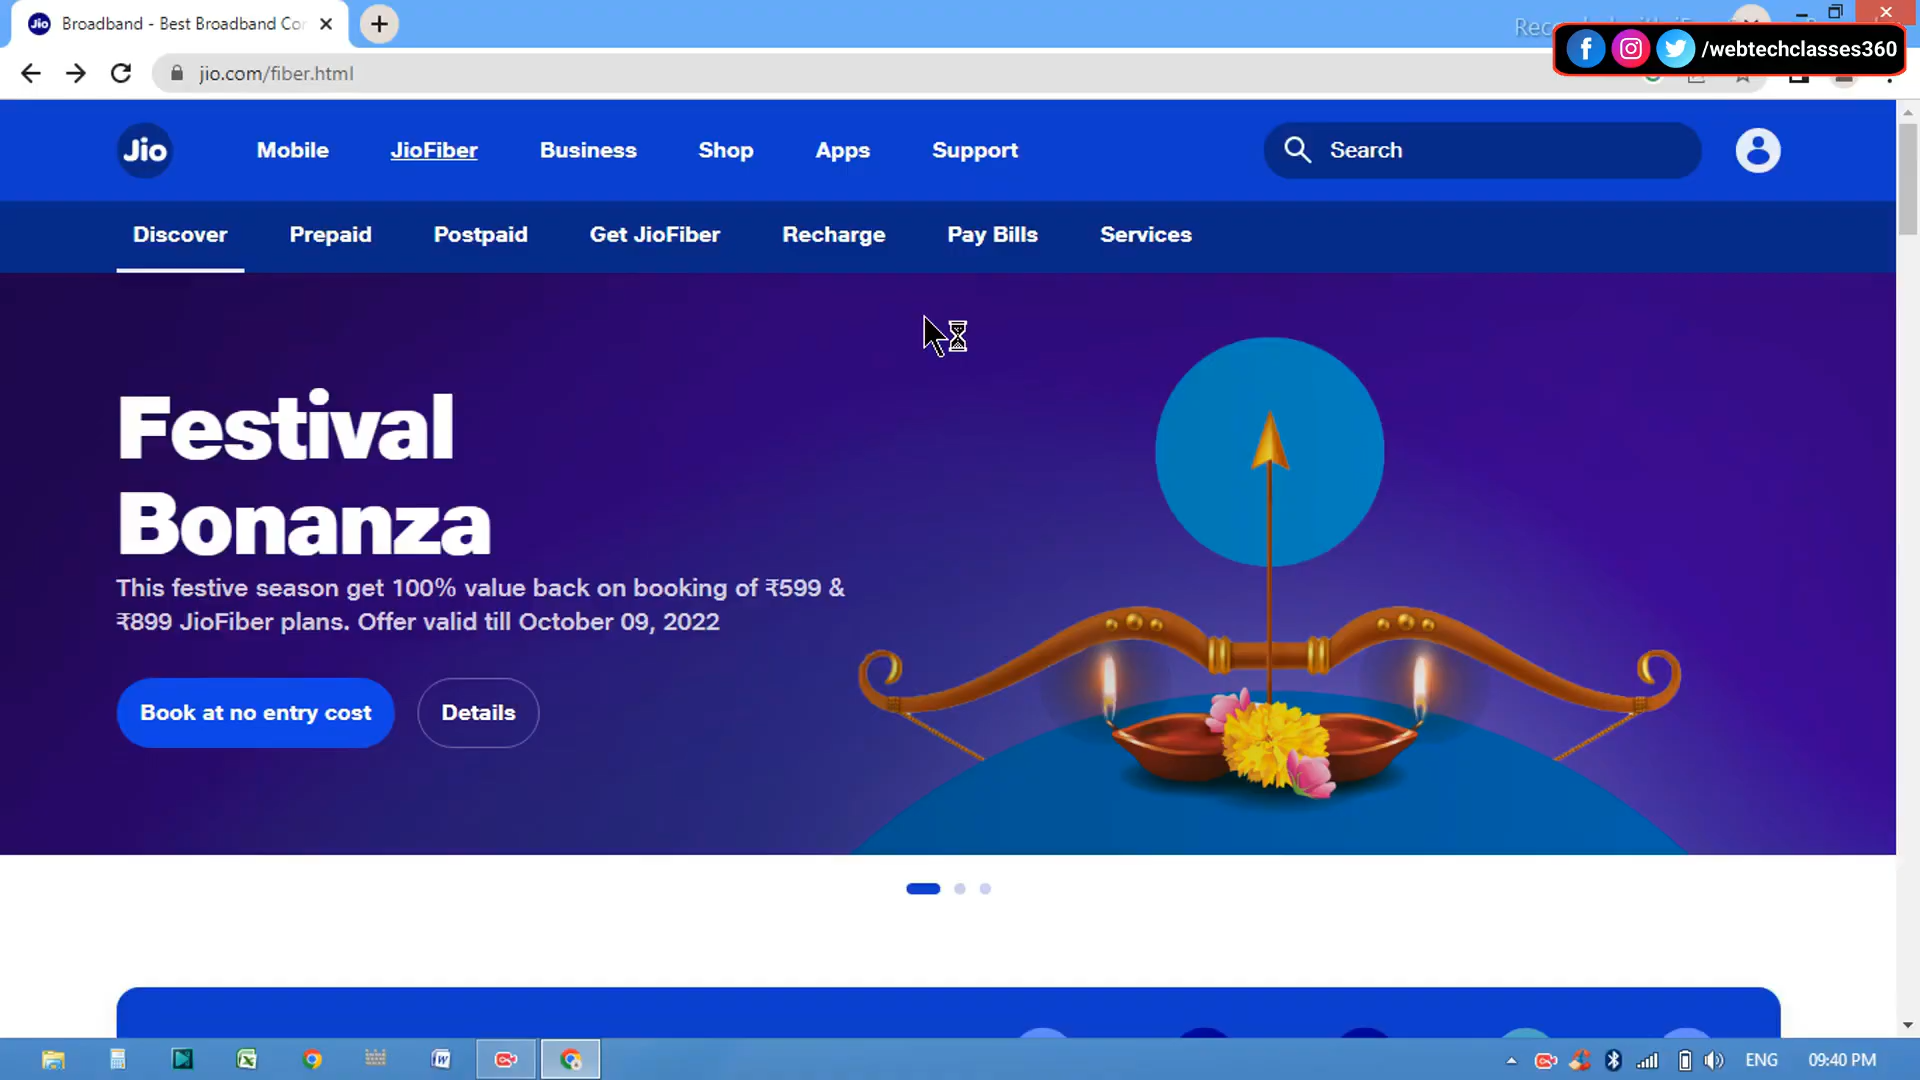 Jio Broadband - Best Broadband Co
/webtechclasses360
jio.com/fiber.html
Jio Mobile JioFiber Business Shop Apps Support Search
Discover Prepaid Postpaid Get JioFiber Recharge Pay Bills Services
Festival
Bonanza
This festive season get 100% value back on booking of ₹599 &
₹899 JioFiber plans. Offer valid till October 09, 2022
Book at no entry cost Details
ENG 09:40 PM